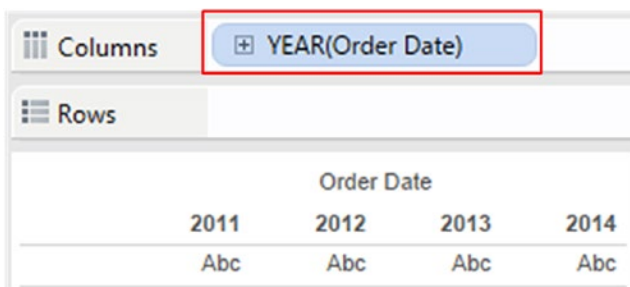 Columns YEAR(Order Date)
Rows
Order Date
2011 2012 2013 2014
Abc Abc Abc Abc